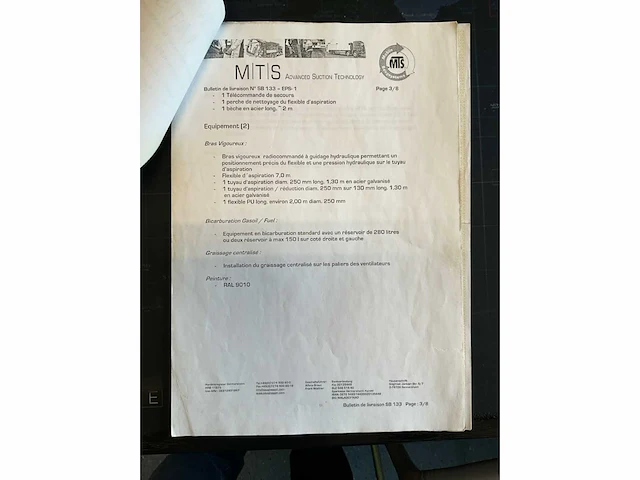 M|T|S ADVANCED SUCTION TECHNOLOGY
MTS
Bulletin de livraison N° SB 133 – EPS-1 Page 3/8
- 1 Télécommande de secours
- 1 perche de nettoyage du flexible d'aspiration
- 1 bêche en acier long. ~ 2 m
Equipement (2)
Bras Vigoureux :
- Bras vigoureux radiocommandé à guidage hydraulique permettant un
positionnement précis du flexible et une pression hydraulique sur le tuyau
d'aspiration
- Flexible d'aspiration 7,0 m.
- 1 tuyau d'aspiration diam. 250 mm long. 1,30 m en acier galvanisé
- 1 tuyau d'aspiration / réduction diam. 250 mm sur 130 mm long. 1,30 m
en acier galvanisé
- 1 flexible PU long. environ 2,00 m diam. 250 mm
Bicarburation Gasoil / Fuel :
- Equipement en bicarburation standard avec un réservoir de 280 litres
ou deux réservoir à max 150 l sur coté droite et gauche
Graissage centralisé :
- Installation du graissage centralisé sur les paliers des ventilateurs
Peinture :
- RAL 9010
Bulletin de livraison SB 133 Page : 3/8
E